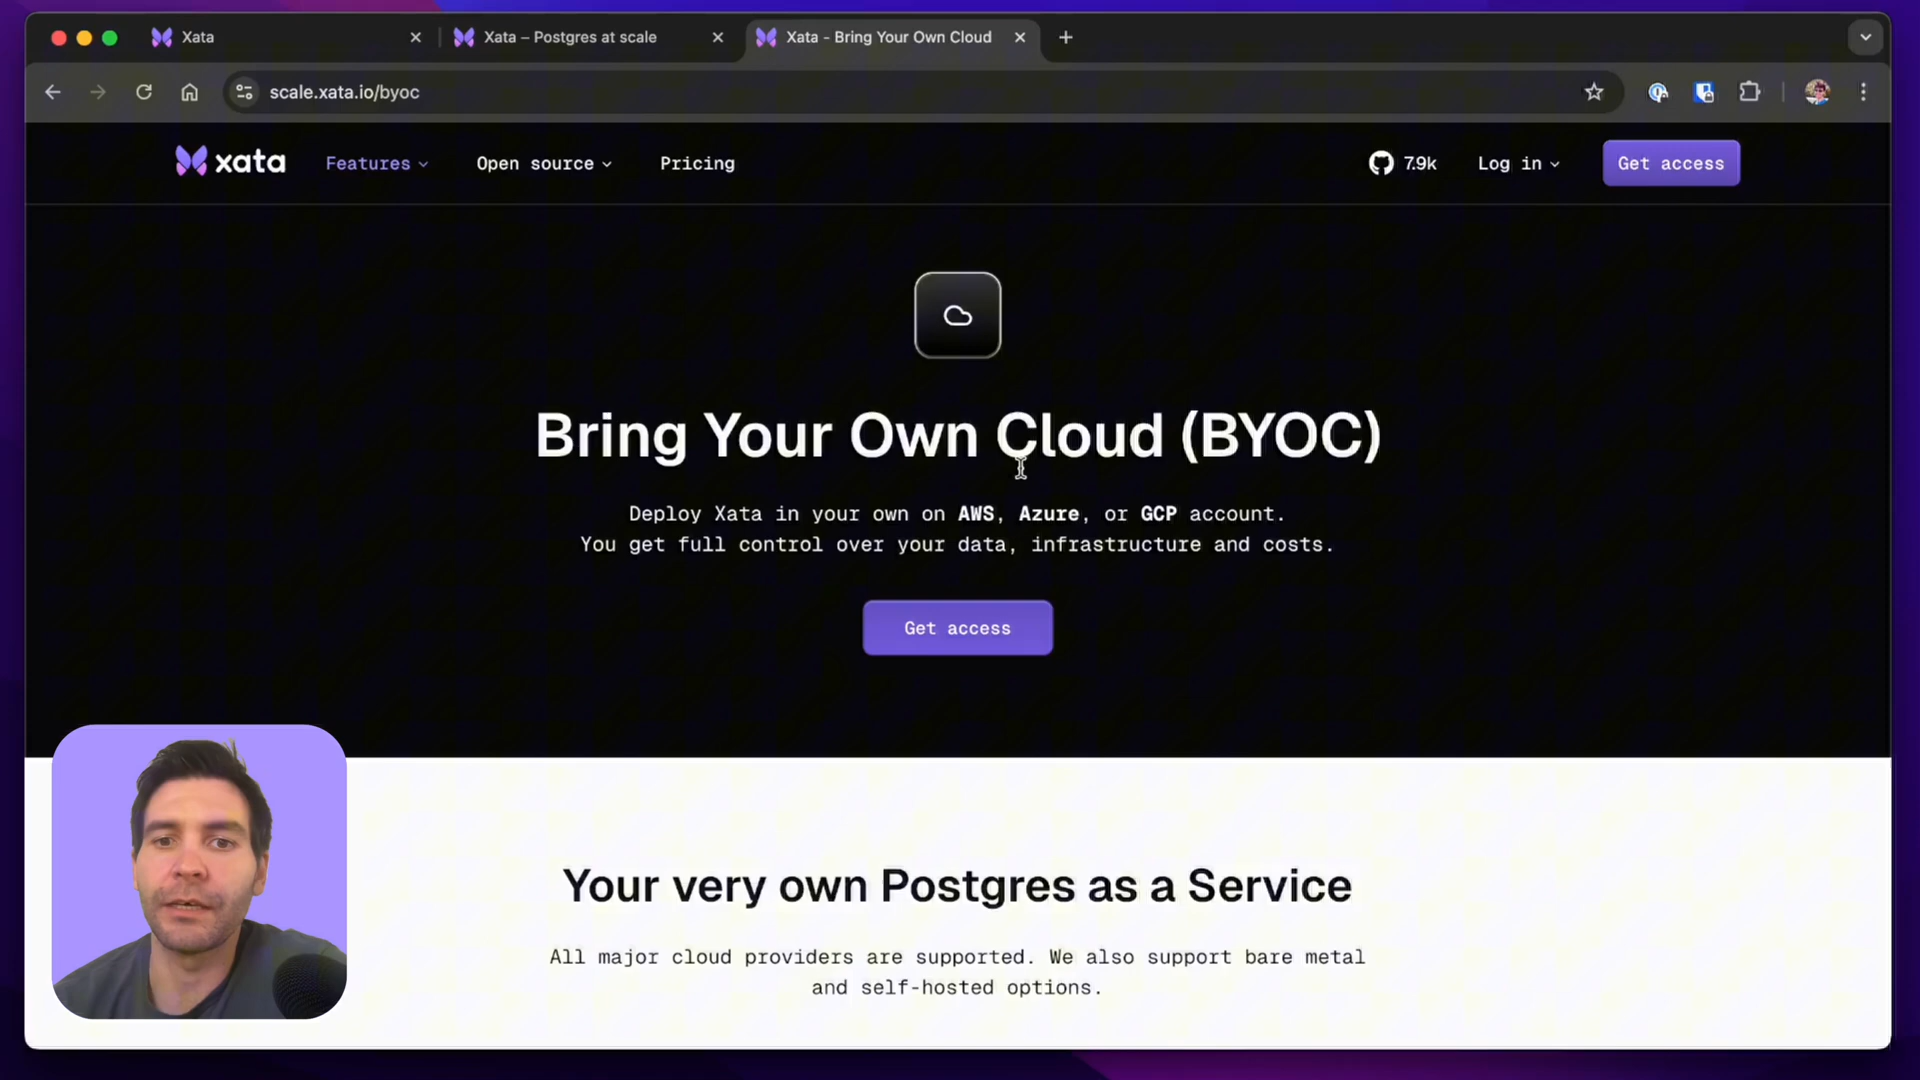 Xata
Xata – Postgres at scale
Xata - Bring Your Own Cloud
scale.xata.io/byoc
xata
Features
Open source
Pricing
7.9k
Log in
Get access
Bring Your Own Cloud (BYOC)
Deploy Xata in your own on AWS, Azure, or GCP account.
You get full control over your data, infrastructure and costs.
Get access
Your very own Postgres as a Service
All major cloud providers are supported. We also support bare metal
and self-hosted options.